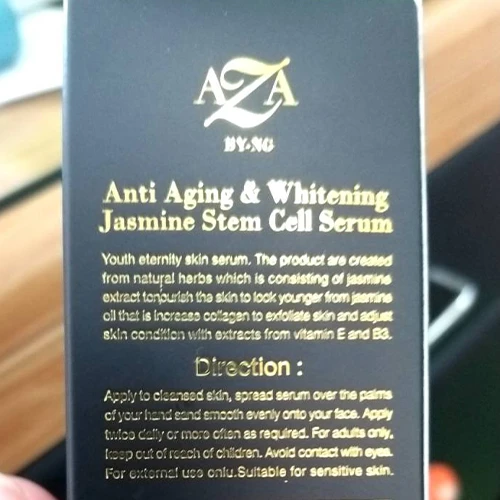 AZA
BY-NG
Anti Aging & Whitening
Jasmine Stem Cell Serum
Youth eternity skin serum. The product are created
from natural herbs which is consisting of jasmine
extract tonourish the skin to look younger from jasmine
oil that is increase collagen to exfoliate skin and adjust
skin condition with extracts from vitamin E and B3.
Direction :
Apply to cleansed skin, spread serum over the palms
of your hand sand smooth evenly onto your face. Apply
twice daily or more often as required. For adults only,
keep out of reach of children. Avoid contact with eyes.
For external use only.Suitable for sensitive skin.